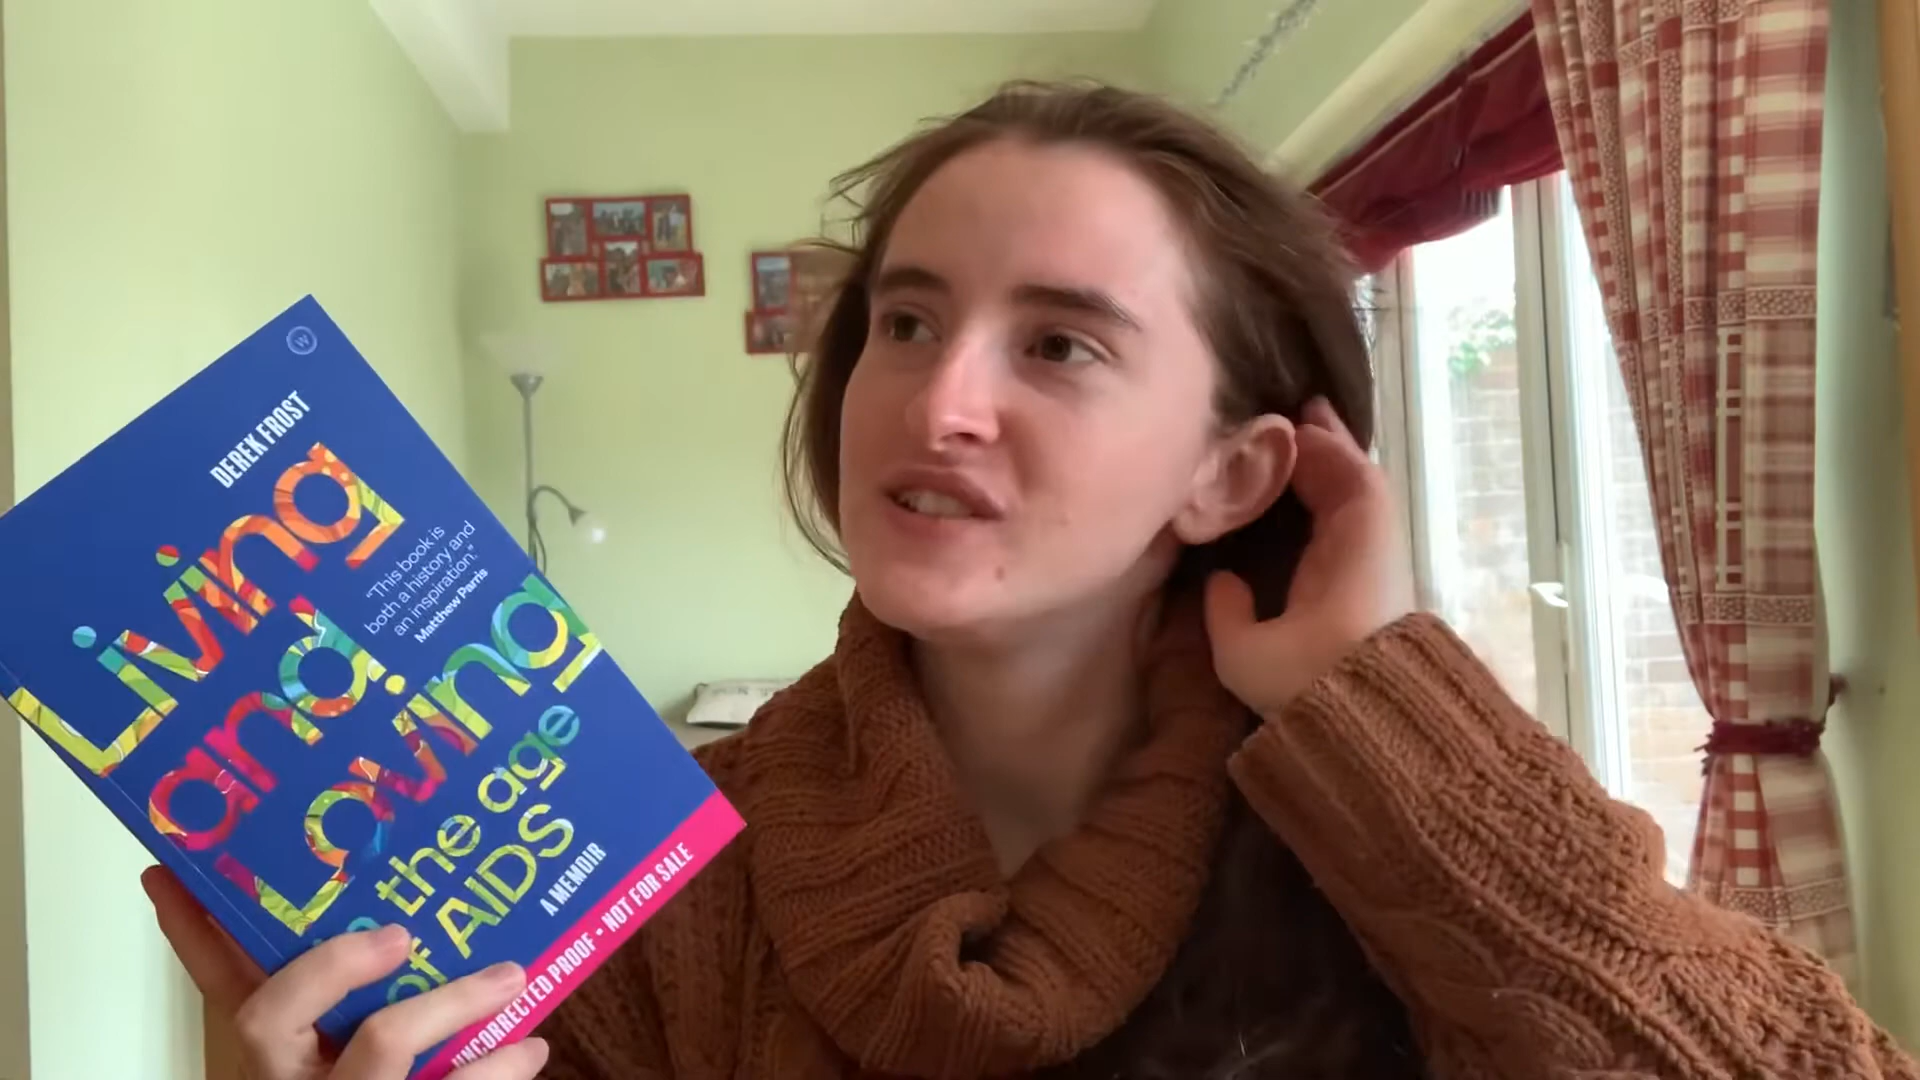 W
DEREK FROST
Living
and
Loving
"This book is
both a history and
an inspiration."
Matthew Parris
in the age
of AIDS
A MEMOIR
UNCORRECTED PROOF - NOT FOR SALE